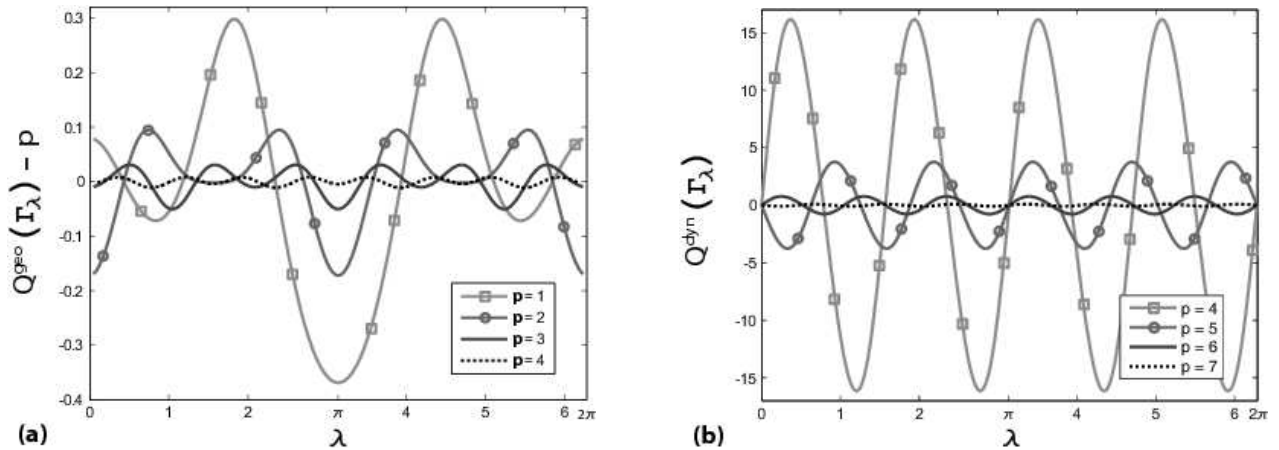 Q^geo (Γ_λ) − p
0.3
0.2
0.1
0
-0.1
-0.2
-0.3
-0.4
p = 1
p = 2
p = 3
p = 4
0 1 2 π 4 5 6 2π
λ
(a)
Q^dyn (Γ_λ)
15
10
5
0
-5
-10
-15
p = 4
p = 5
p = 6
p = 7
0 1 2 π 4 5 6 2π
λ
(b)